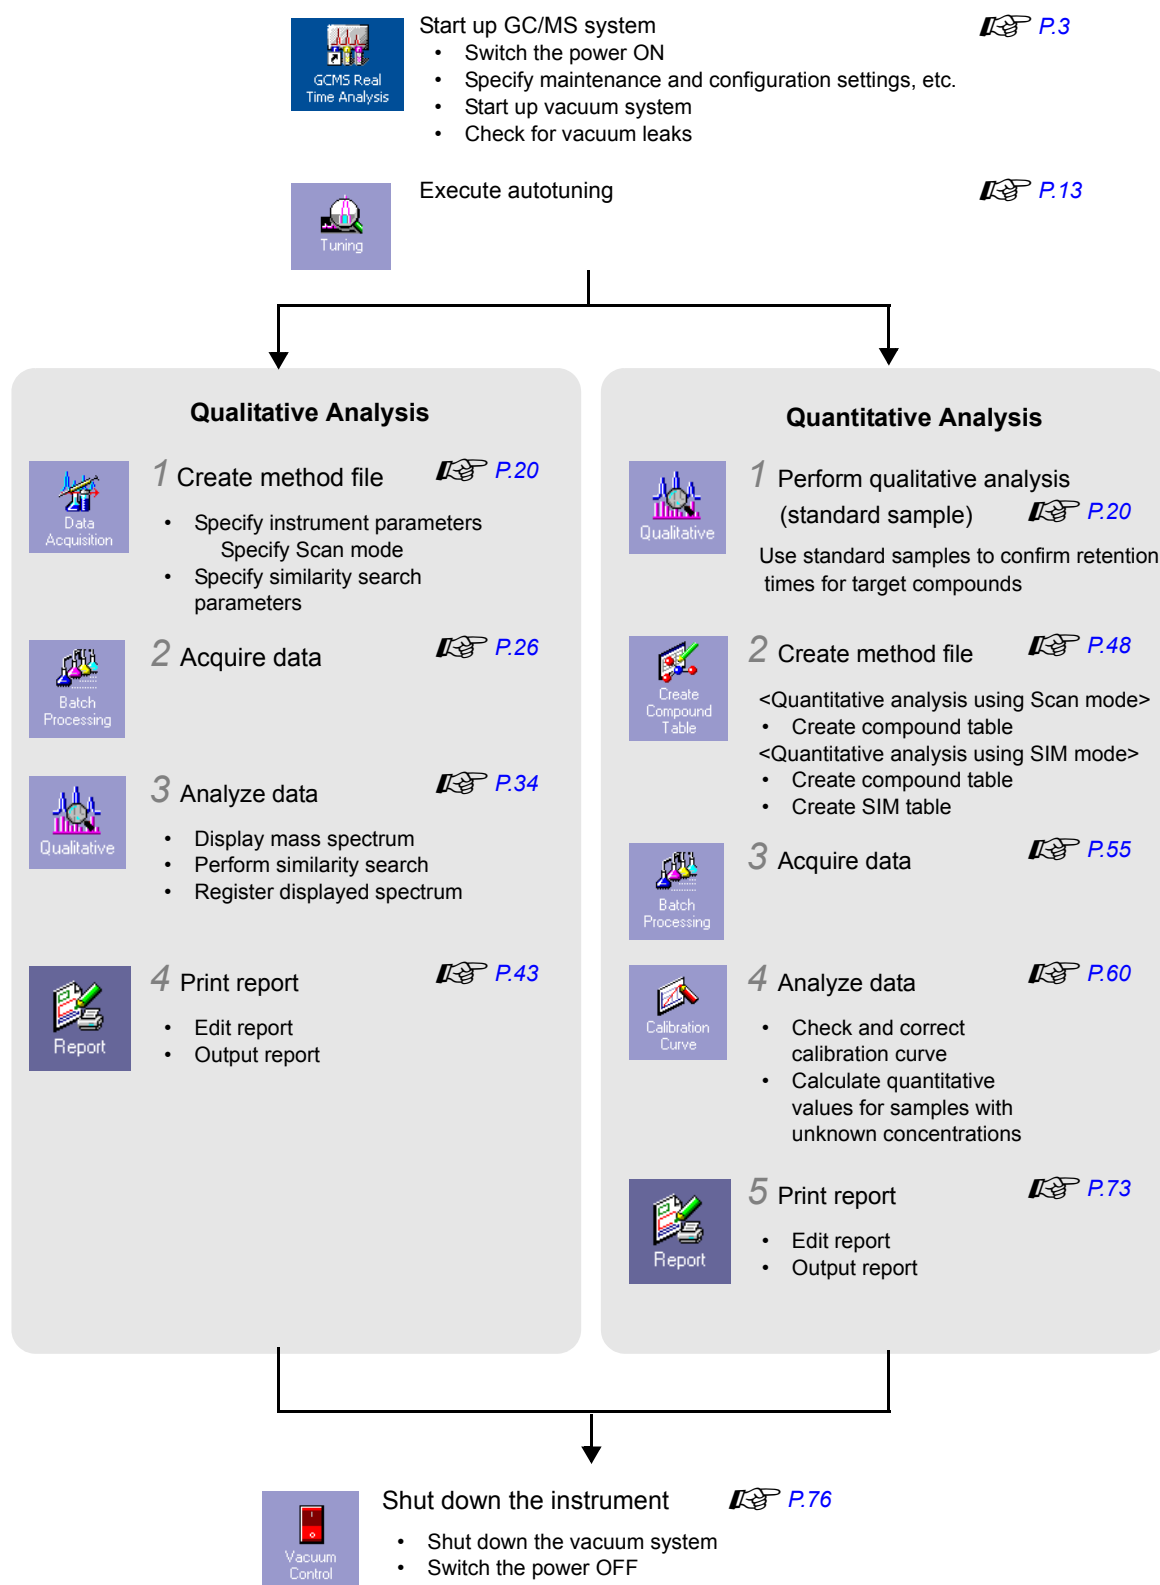 GCMS Real
Time Analysis
Start up GC/MS system P.3
• Switch the power ON
• Specify maintenance and configuration settings, etc.
• Start up vacuum system
• Check for vacuum leaks
Tuning
Execute autotuning P.13
Qualitative Analysis
Data
Acquisition
1 Create method file P.20
• Specify instrument parameters
Specify Scan mode
• Specify similarity search
parameters
Batch
Processing
2 Acquire data P.26
Qualitative
3 Analyze data P.34
• Display mass spectrum
• Perform similarity search
• Register displayed spectrum
Report
4 Print report P.43
• Edit report
• Output report
Quantitative Analysis
Qualitative
1 Perform qualitative analysis
(standard sample) P.20
Use standard samples to confirm retention
times for target compounds
Create
Compound
Table
2 Create method file P.48
<Quantitative analysis using Scan mode>
• Create compound table
<Quantitative analysis using SIM mode>
• Create compound table
• Create SIM table
Batch
Processing
3 Acquire data P.55
Calibration
Curve
4 Analyze data P.60
• Check and correct
calibration curve
• Calculate quantitative
values for samples with
unknown concentrations
Report
5 Print report P.73
• Edit report
• Output report
Vacuum
Control
Shut down the instrument P.76
• Shut down the vacuum system
• Switch the power OFF